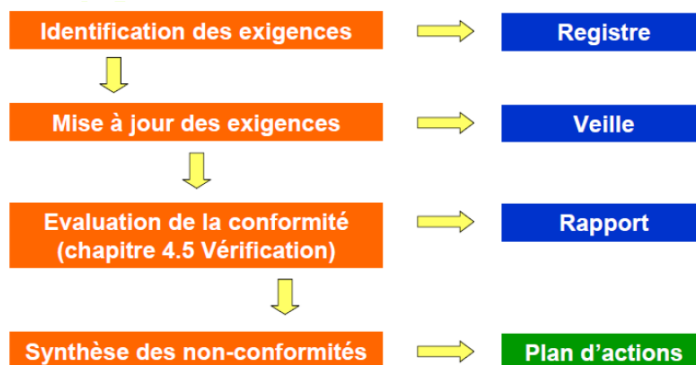 Identification des exigences
Registre
Mise à jour des exigences
Veille
Evaluation de la conformité
(chapitre 4.5 Vérification)
Rapport
Synthèse des non-conformités
Plan d'actions